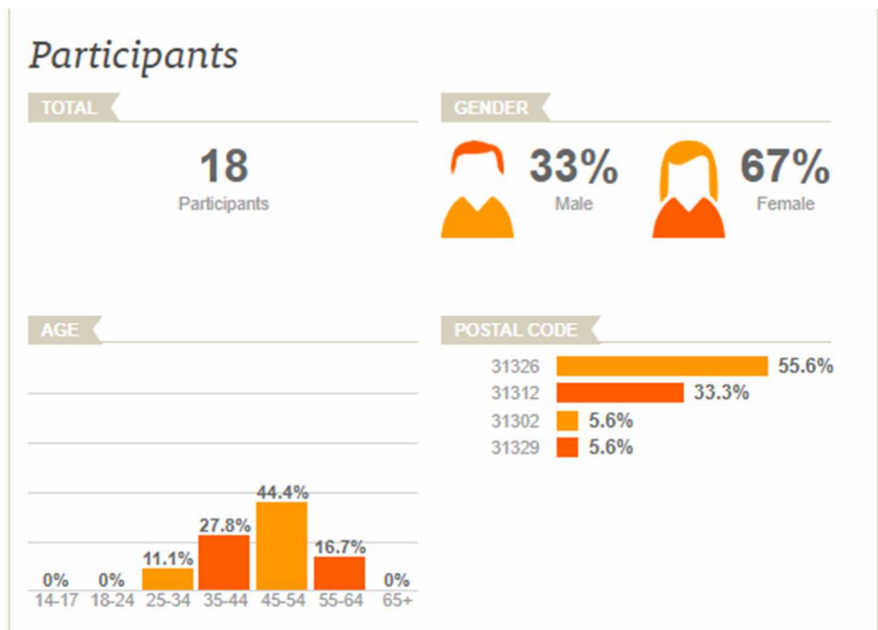 Participants
TOTAL
18
Participants
GENDER
33%
Male
67%
Female
AGE
0% 0% 11.1% 27.8% 44.4% 16.7% 0%
14-17 18-24 25-34 35-44 45-54 55-64 65+
POSTAL CODE
31326 55.6%
31312 33.3%
31302 5.6%
31329 5.6%